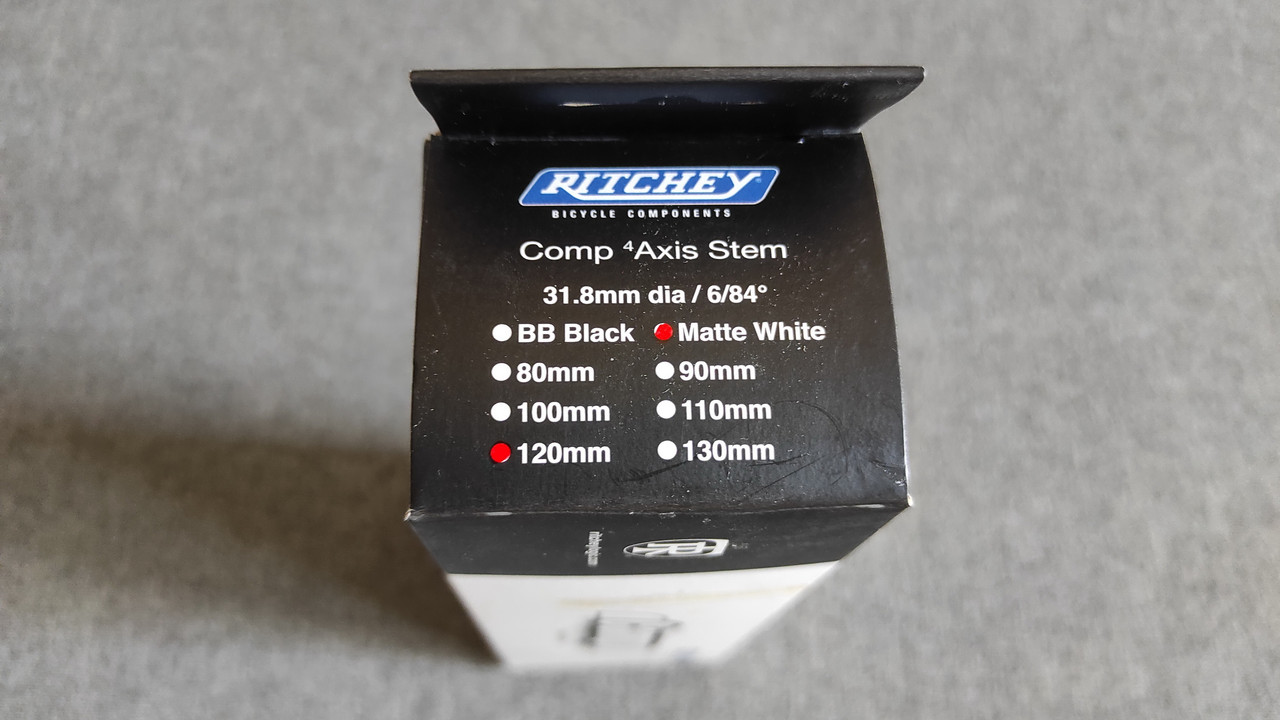 RITCHEY
BICYCLE COMPONENTS
Comp ⁴Axis Stem
31.8mm dia / 6/84°
BB Black Matte White
80mm 90mm
100mm 110mm
120mm 130mm